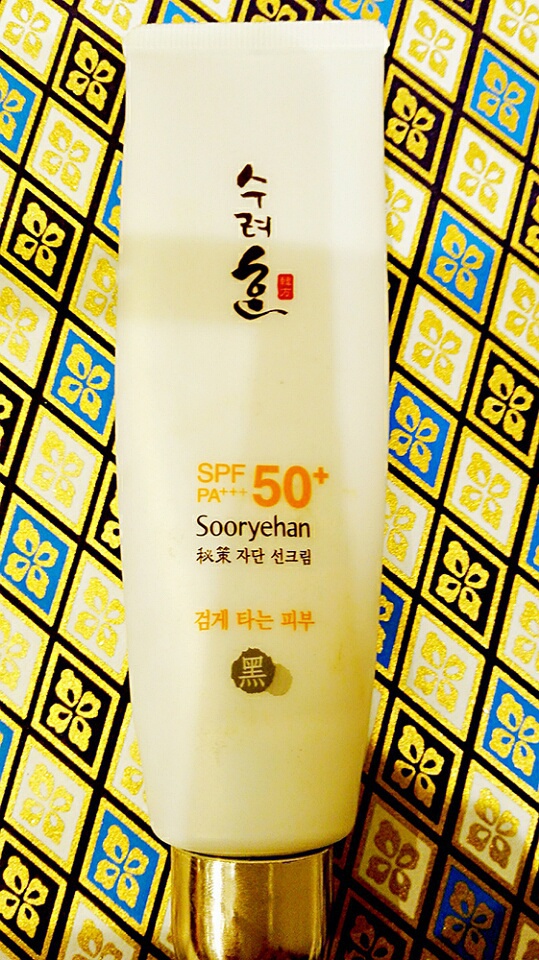 수려한
韓方
SPF 50+
PA+++
Sooryehan
秘策 자단 선크림
검게 타는 피부
黑